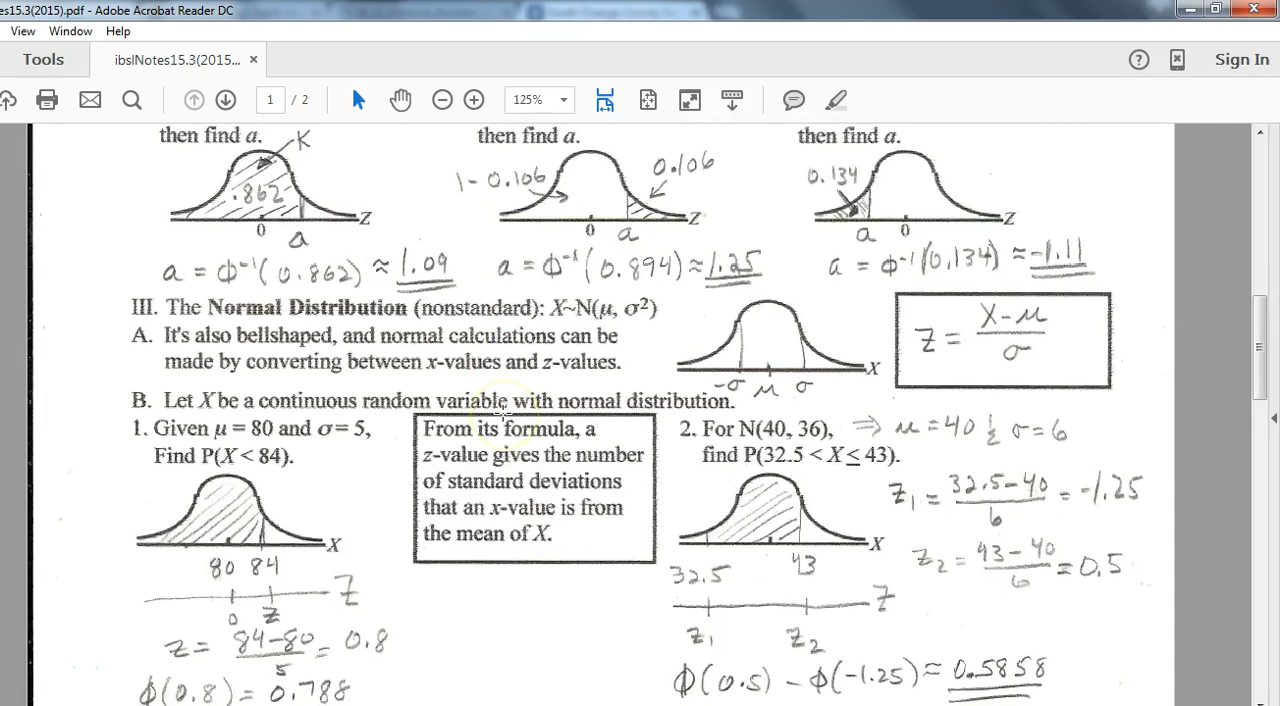 es15.3(2015).pdf - Adobe Acrobat Reader DC
View Window Help
Tools ibslNotes15.3(2015... × Sign In
1 / 2 125%
then find a. then find a. then find a.
K
.862
0 a Z
1-0.106 0.106
0 a Z
0.134
a 0 Z
a = Φ⁻¹(0.862) ≈ 1.09 a = Φ⁻¹(0.894) ≈ 1.25 a = Φ⁻¹(0.134) ≈ -1.11
III. The Normal Distribution (nonstandard): X~N(μ, σ²)
A. It's also bellshaped, and normal calculations can be
made by converting between x-values and z-values.
-σ μ σ X
Z = X-μ / σ
B. Let X be a continuous random variable with normal distribution.
1. Given μ = 80 and σ = 5,
Find P(X < 84).
80 84 X
0 z Z
z = 84-80 / 5 = 0.8
Φ(0.8) = 0.788
From its formula, a
z-value gives the number
of standard deviations
that an x-value is from
the mean of X.
2. For N(40, 36), ⇒ μ = 40 & σ = 6
find P(32.5 < X ≤ 43).
32.5 43 X
z₁ z₂ Z
z₁ = 32.5-40 / 6 = -1.25
z₂ = 43-40 / 6 = 0.5
Φ(0.5) - Φ(-1.25) ≈ 0.5858